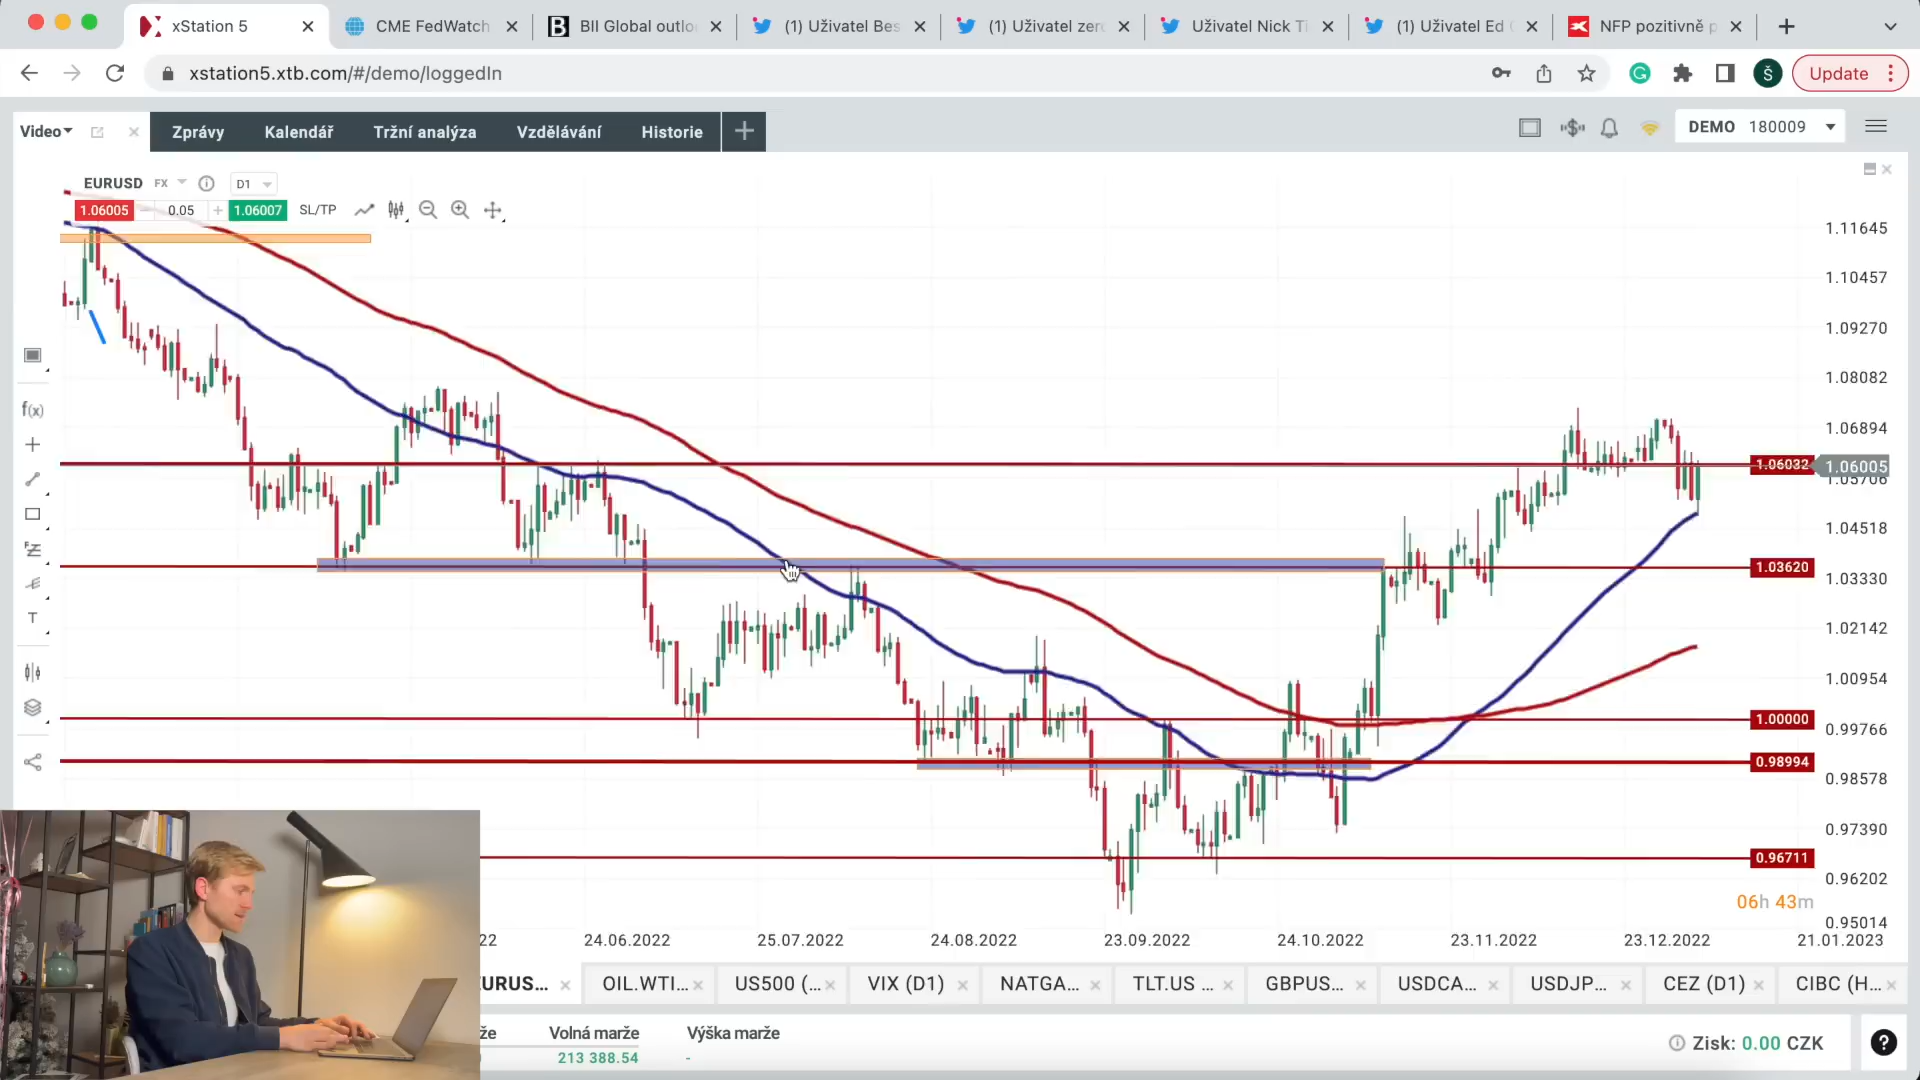 xStation 5
CME FedWatch
BII Global outlo
(1) Uživatel Bes
(1) Uživatel zero
Uživatel Nick Ti
(1) Uživatel Ed
NFP pozitivně p
xstation5.xtb.com/#/demo/loggedIn
Š
Update
Video
Zprávy
Kalendář
Tržní analýza
Vzdělávání
Historie
DEMO 180009
EURUSD FX D1
1.06005
0.05
1.06007
SL/TP
f(x)
T
1.11645
1.10457
1.09270
1.08082
1.06894
1.06032
1.06005
1.05706
1.04518
1.03620
1.03330
1.02142
1.00954
1.00000
0.99766
0.98994
0.98578
0.97390
0.96711
0.96202
06h 43m
0.95014
22
24.06.2022
25.07.2022
24.08.2022
23.09.2022
24.10.2022
23.11.2022
23.12.2022
21.01.2023
EURUS...
OIL.WTI...
US500 (...
VIX (D1)
NATGA...
TLT.US ...
GBPUS...
USDCA...
USDJP...
CEZ (D1)
CIBC (H...
že
Volná marže
Výška marže
213 388.54
-
Zisk: 0.00 CZK
?